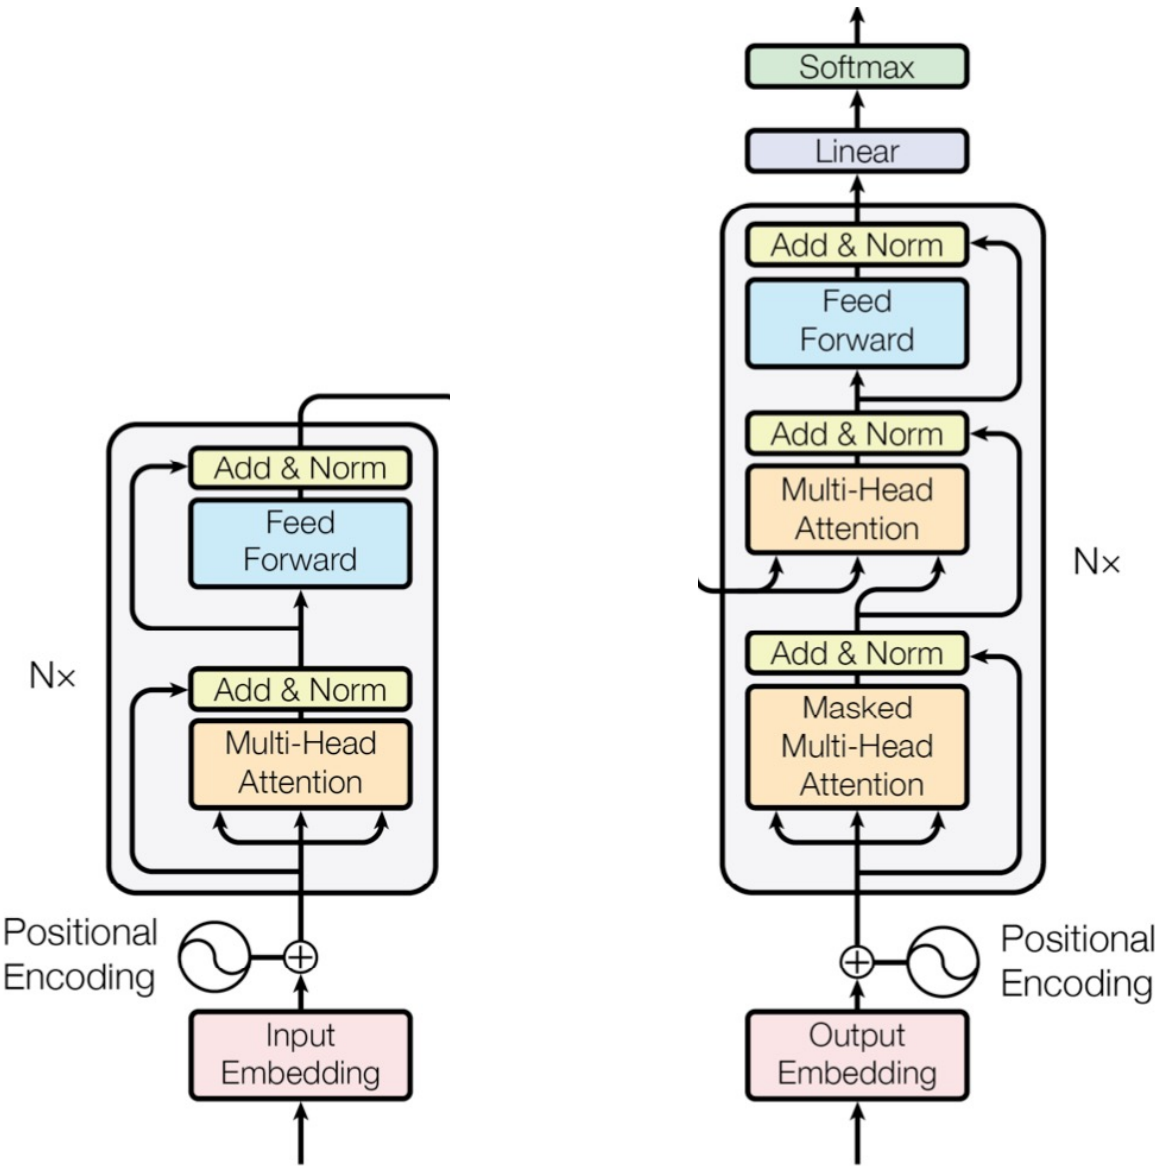 Softmax
Linear
Add & Norm
Feed
Forward
Add & Norm
Multi-Head
Attention
Nx
Add & Norm
Masked
Multi-Head
Attention
Positional
Encoding
Output
Embedding
Add & Norm
Feed
Forward
Nx
Add & Norm
Multi-Head
Attention
Positional
Encoding
Input
Embedding